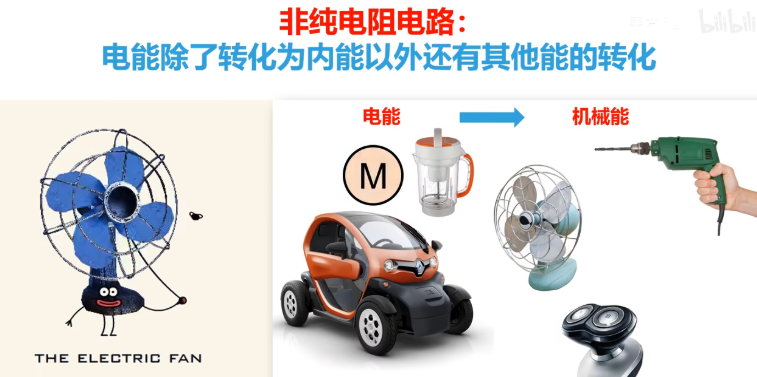 非纯电阻电路：
bilibili
电能除了转化为内能以外还有其他能的转化
电能
机械能
M
THE ELECTRIC FAN